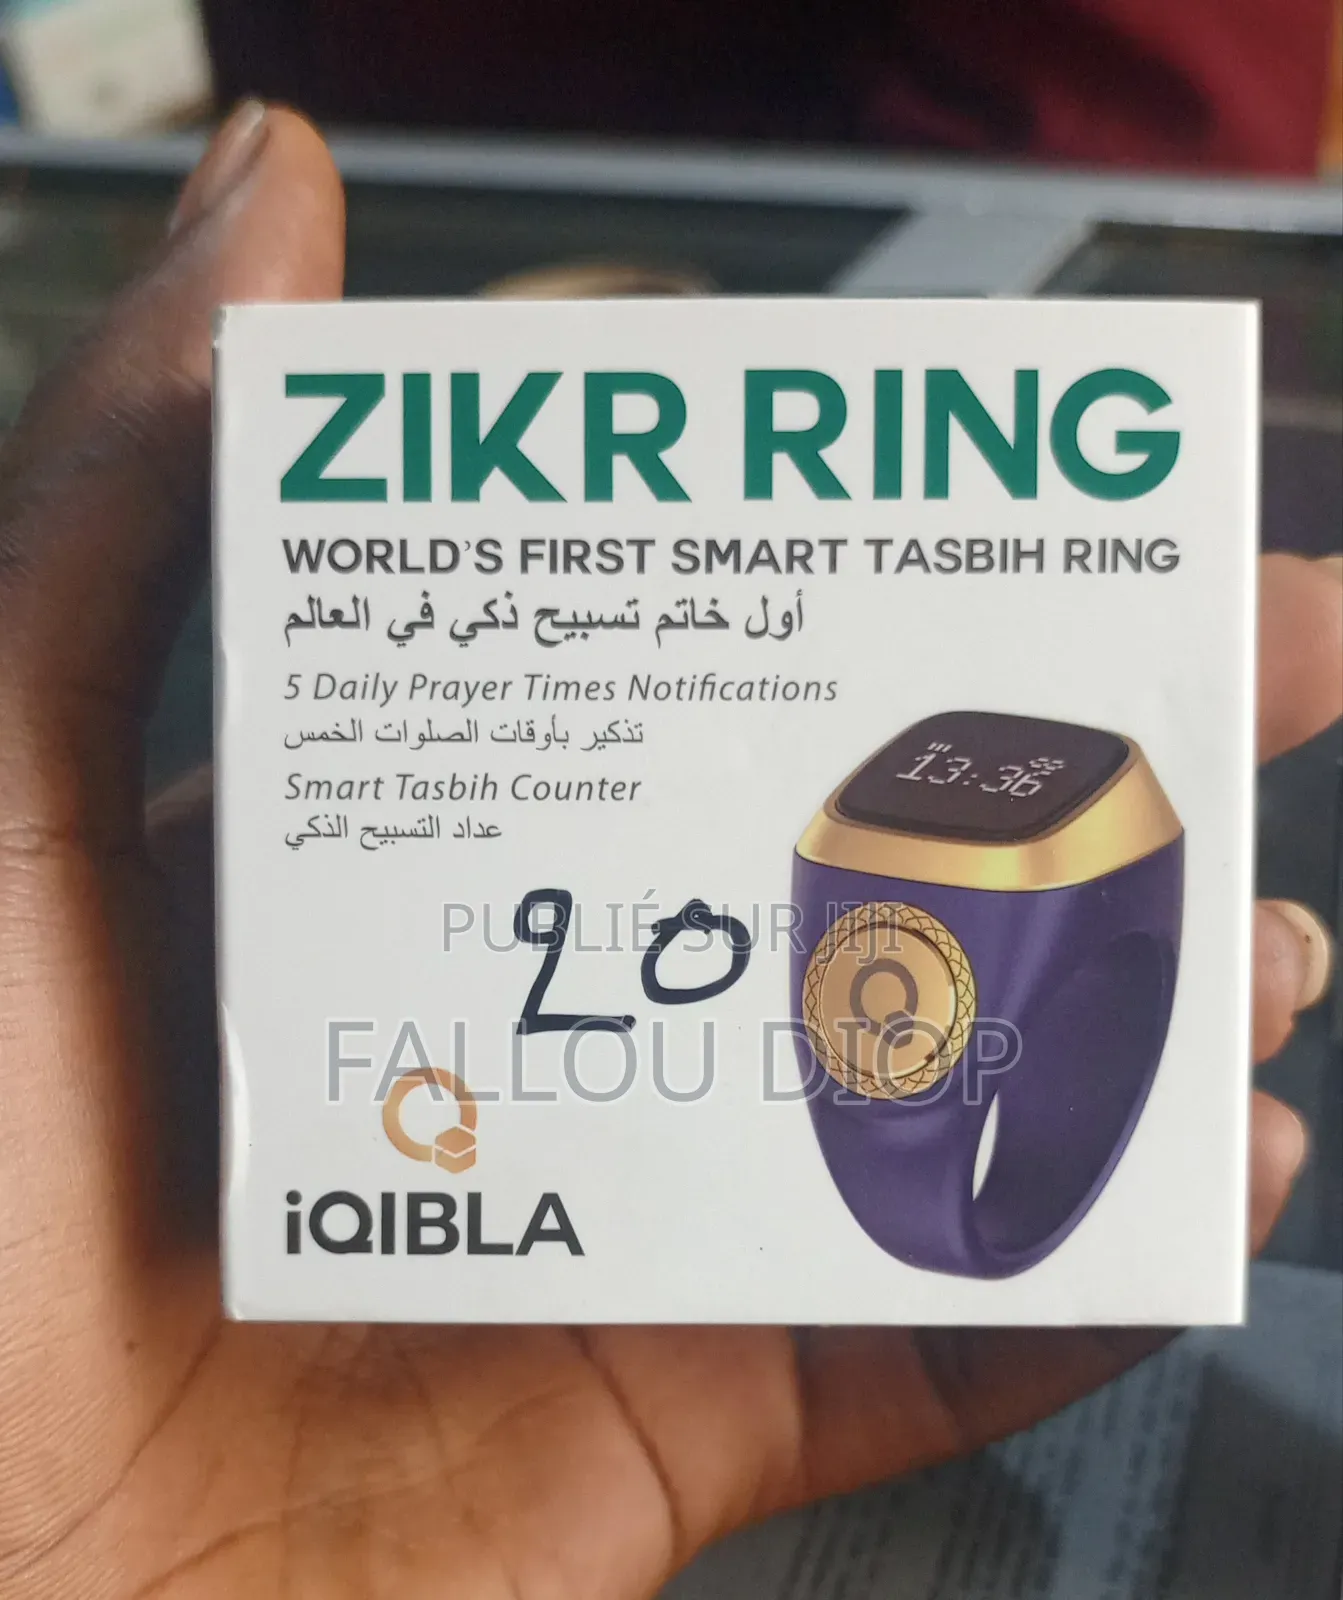 ZIKR RING
WORLD'S FIRST SMART TASBIH RING
أول خاتم تسبيح ذكي في العالم
5 Daily Prayer Times Notifications
تذكير بأوقات الصلوات الخمس
Smart Tasbih Counter
عداد التسبيح الذكي
13:36
20
PUBLIÉ SUR JIJI
FALLOU DIOP
iQIBLA